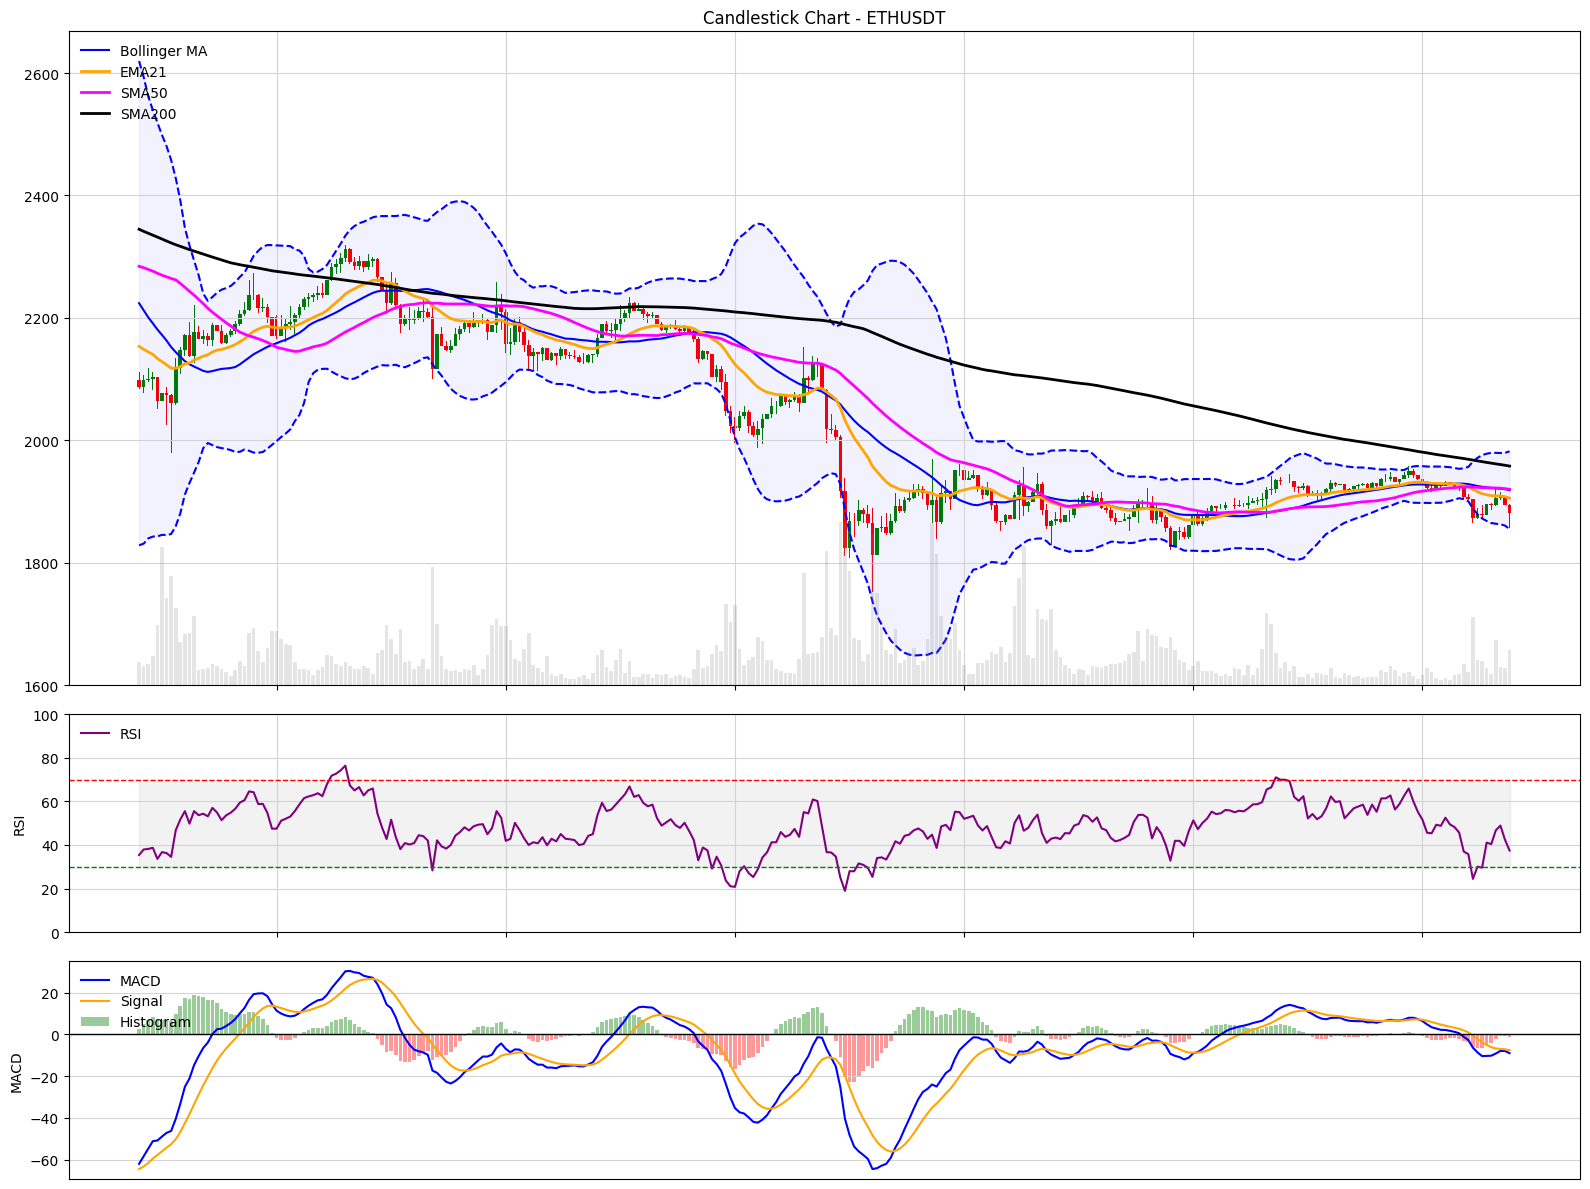 Candlestick Chart - ETHUSDT
Bollinger MA
EMA21
SMA50
SMA200
2600
2400
2200
2000
1800
1600
RSI
RSI
100
80
60
40
20
0
MACD
Signal
Histogram
MACD
20
0
−20
−40
−60